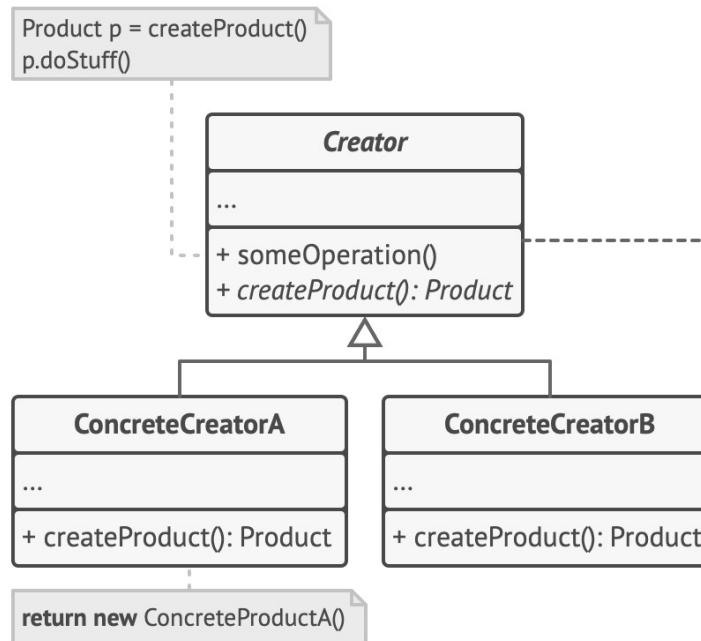 Product p = createProduct()
p.doStuff()
Creator
...
+ someOperation()
+ createProduct(): Product
ConcreteCreatorA
...
+ createProduct(): Product
ConcreteCreatorB
...
+ createProduct(): Product
return new ConcreteProductA()